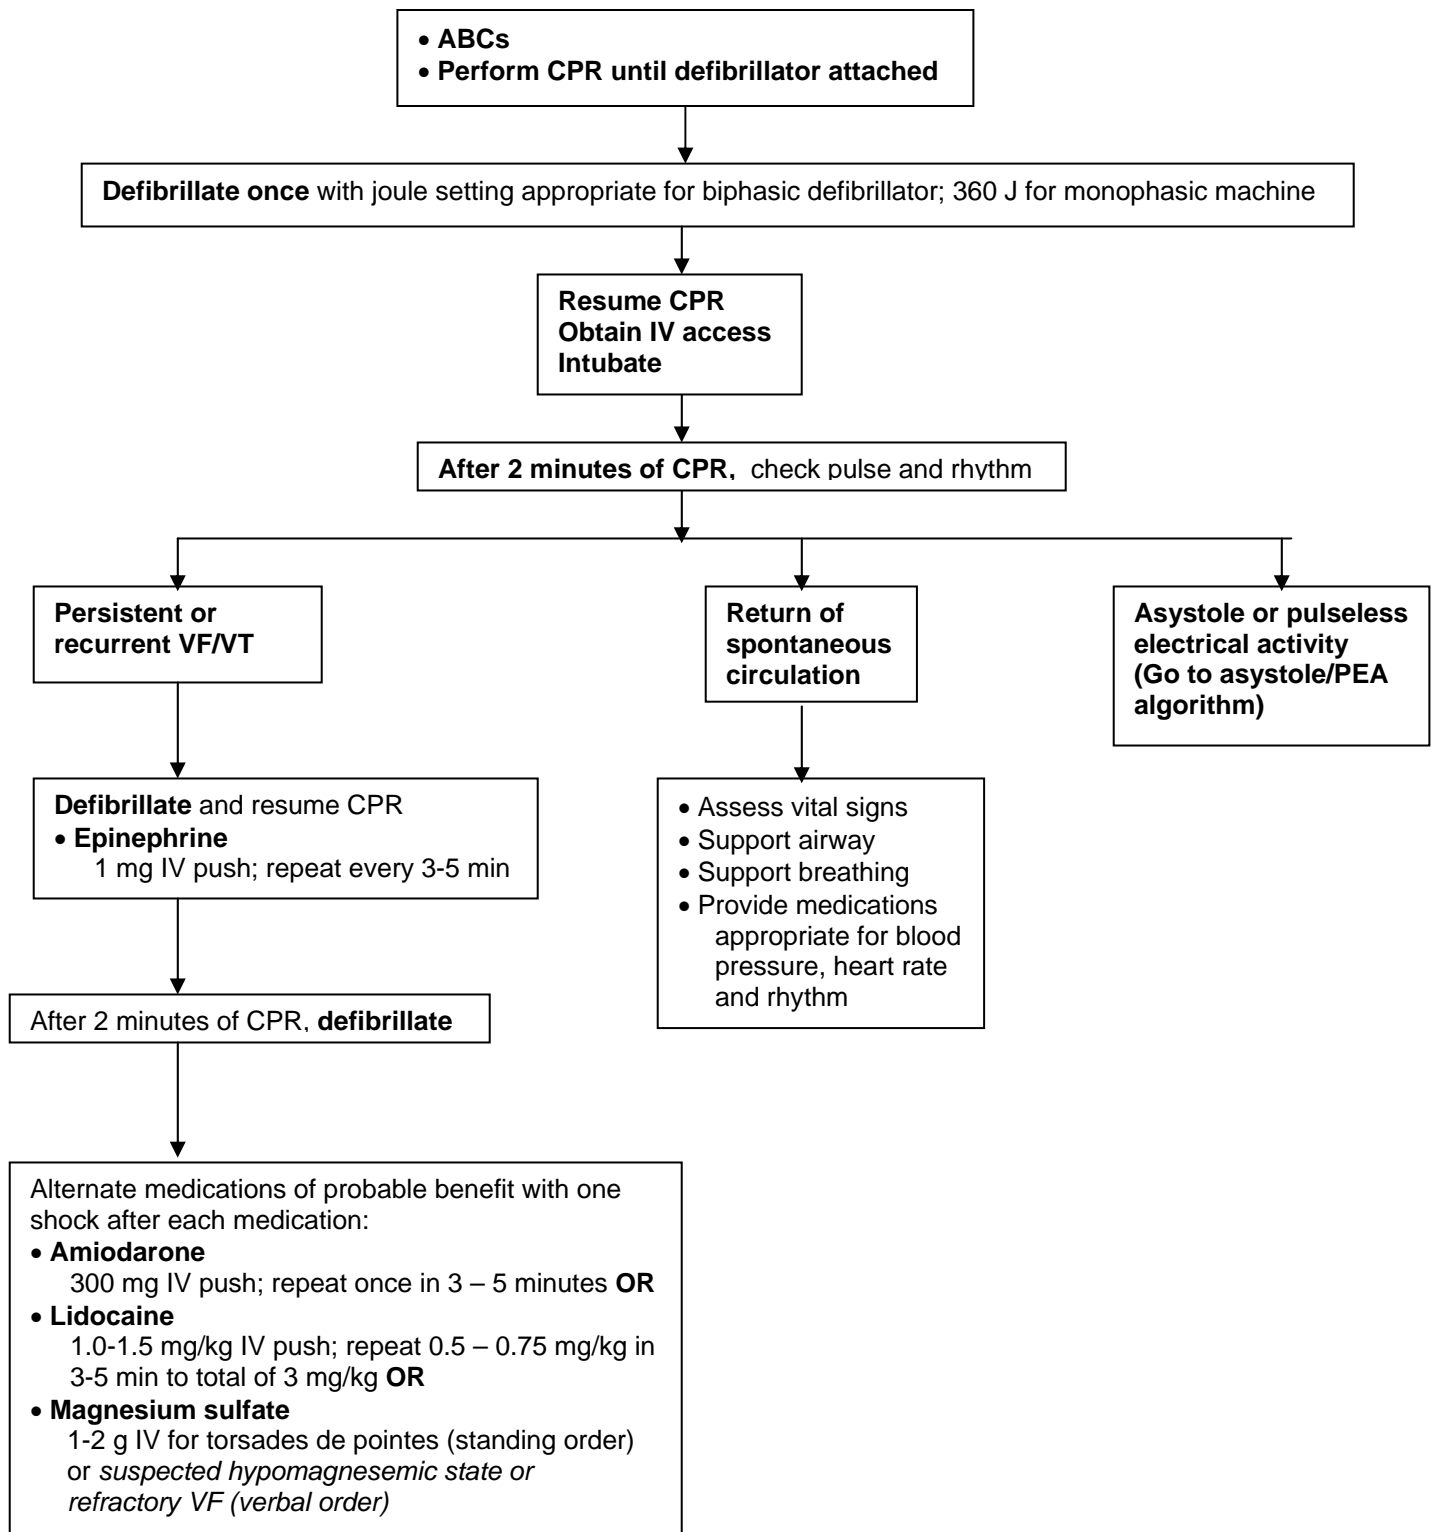 • ABCs
• Perform CPR until defibrillator attached
Defibrillate once with joule setting appropriate for biphasic defibrillator; 360 J for monophasic machine
Resume CPR
Obtain IV access
Intubate
After 2 minutes of CPR, check pulse and rhythm
Persistent or
recurrent VF/VT
Return of
spontaneous
circulation
Asystole or pulseless
electrical activity
(Go to asystole/PEA
algorithm)
Defibrillate and resume CPR
• Epinephrine
1 mg IV push; repeat every 3-5 min
• Assess vital signs
• Support airway
• Support breathing
• Provide medications
appropriate for blood
pressure, heart rate
and rhythm
After 2 minutes of CPR, defibrillate
Alternate medications of probable benefit with one
shock after each medication:
• Amiodarone
300 mg IV push; repeat once in 3 – 5 minutes OR
• Lidocaine
1.0-1.5 mg/kg IV push; repeat 0.5 – 0.75 mg/kg in
3-5 min to total of 3 mg/kg OR
• Magnesium sulfate
1-2 g IV for torsades de pointes (standing order)
or suspected hypomagnesemic state or
refractory VF (verbal order)